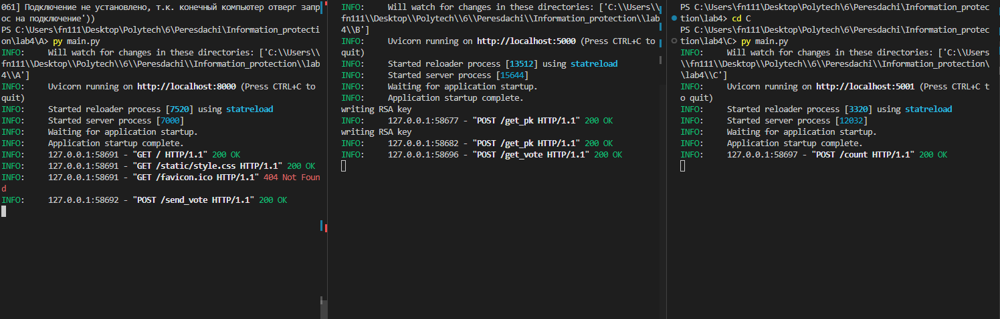 061] Подключение не установлено, т.к. конечный компьютер отверг запр
ос на подключение'))
PS C:\Users\fn111\Desktop\Polytech\6\Peresdachi\Information_protecti
on\lab4\A> py main.py
INFO:     Will watch for changes in these directories: ['C:\\Users\\
fn111\\Desktop\\Polytech\\6\\Peresdachi\\Information_protection\\lab
4\\A']
INFO:     Uvicorn running on http://localhost:8000 (Press CTRL+C to
quit)
INFO:     Started reloader process [7520] using statreload
INFO:     Started server process [7000]
INFO:     Waiting for application startup.
INFO:     Application startup complete.
INFO:     127.0.0.1:58691 - "GET / HTTP/1.1" 200 OK
INFO:     127.0.0.1:58691 - "GET /static/style.css HTTP/1.1" 200 OK
INFO:     127.0.0.1:58691 - "GET /favicon.ico HTTP/1.1" 404 Not Foun
d
INFO:     127.0.0.1:58692 - "POST /send_vote HTTP/1.1" 200 OK
INFO:     Will watch for changes in these directories: ['C:\\Users\\
fn111\\Desktop\\Polytech\\6\\Peresdachi\\Information_protection\\lab
4\\B']
INFO:     Uvicorn running on http://localhost:5000 (Press CTRL+C to
quit)
INFO:     Started reloader process [13512] using statreload
INFO:     Started server process [15644]
INFO:     Waiting for application startup.
INFO:     Application startup complete.
writing RSA key
INFO:     127.0.0.1:58677 - "POST /get_pk HTTP/1.1" 200 OK
writing RSA key
INFO:     127.0.0.1:58682 - "POST /get_pk HTTP/1.1" 200 OK
INFO:     127.0.0.1:58696 - "POST /get_vote HTTP/1.1" 200 OK
PS C:\Users\fn111\Desktop\Polytech\6\Peresdachi\Information_protec
tion\lab4> cd C
PS C:\Users\fn111\Desktop\Polytech\6\Peresdachi\Information_protec
tion\lab4\C> py main.py
INFO:     Will watch for changes in these directories: ['C:\\Users
\\fn111\\Desktop\\Polytech\\6\\Peresdachi\\Information_protection\
\lab4\\C']
INFO:     Uvicorn running on http://localhost:5001 (Press CTRL+C t
o quit)
INFO:     Started reloader process [3320] using statreload
INFO:     Started server process [12032]
INFO:     Waiting for application startup.
INFO:     Application startup complete.
INFO:     127.0.0.1:58697 - "POST /count HTTP/1.1" 200 OK